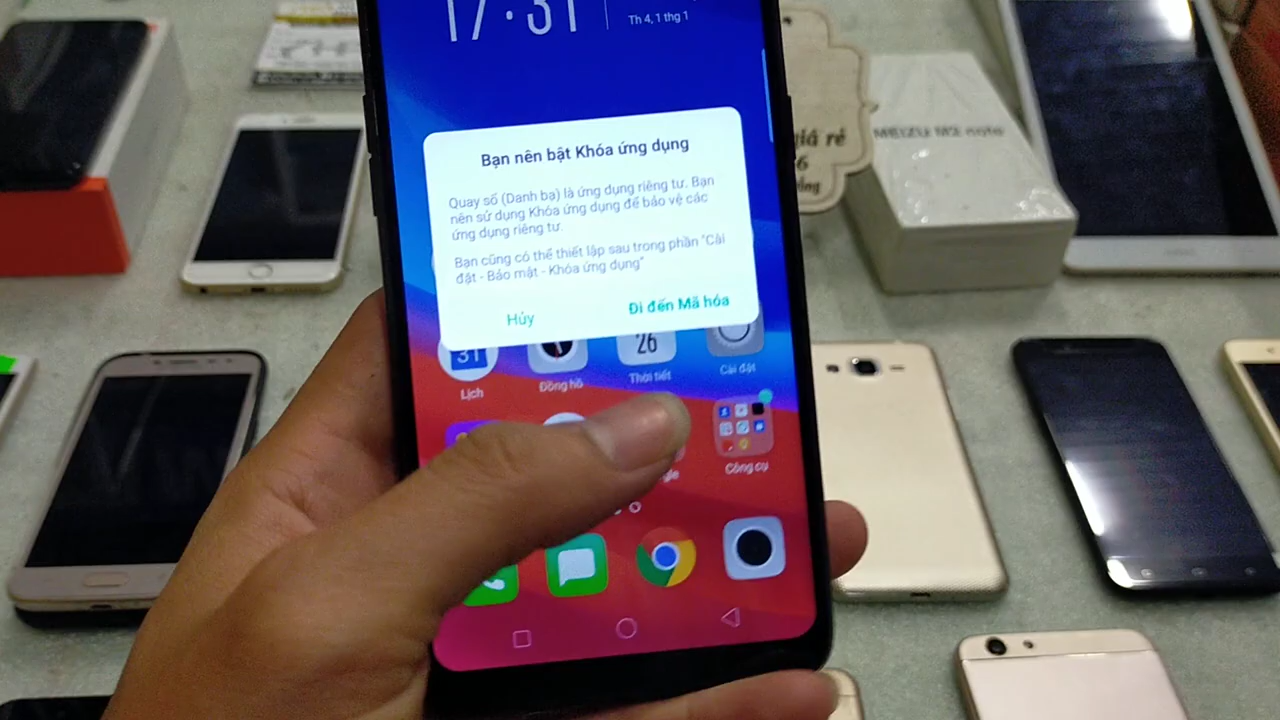 17:31
Th 4, 1 thg 1
Bạn nên bật Khóa ứng dụng
Quay số (Danh bạ) là ứng dụng riêng tư. Bạn
nên sử dụng Khóa ứng dụng để bảo vệ các
ứng dụng riêng tư.
Bạn cũng có thể thiết lập sau trong phần "Cài
đặt - Bảo mật - Khóa ứng dụng"
Hủy
Đi đến Mã hóa
31
26
Lịch
Đồng hồ
Thời tiết
Cài đặt
Công cụ
giá rẻ
MEIZU M2 note